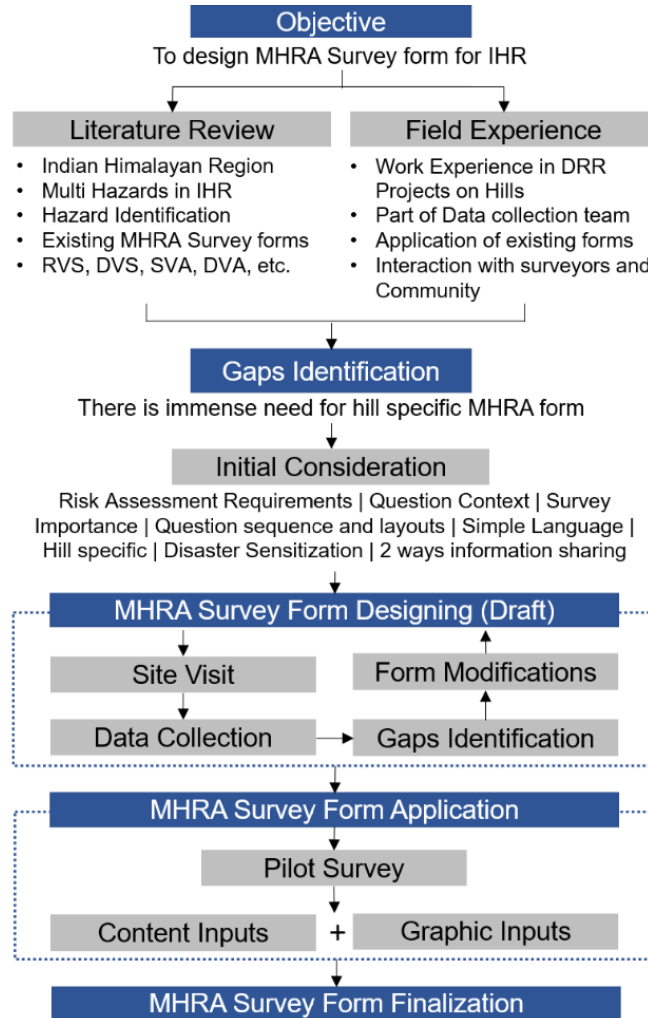 Objective
To design MHRA Survey form for IHR
Literature Review
• Indian Himalayan Region
• Multi Hazards in IHR
• Hazard Identification
• Existing MHRA Survey forms
• RVS, DVS, SVA, DVA, etc.
Field Experience
• Work Experience in DRR
Projects on Hills
• Part of Data collection team
• Application of existing forms
• Interaction with surveyors and
Community
Gaps Identification
There is immense need for hill specific MHRA form
Initial Consideration
Risk Assessment Requirements | Question Context | Survey
Importance | Question sequence and layouts | Simple Language |
Hill specific | Disaster Sensitization | 2 ways information sharing
MHRA Survey Form Designing (Draft)
Site Visit
Data Collection
Gaps Identification
Form Modifications
MHRA Survey Form Application
Pilot Survey
Content Inputs + Graphic Inputs
MHRA Survey Form Finalization